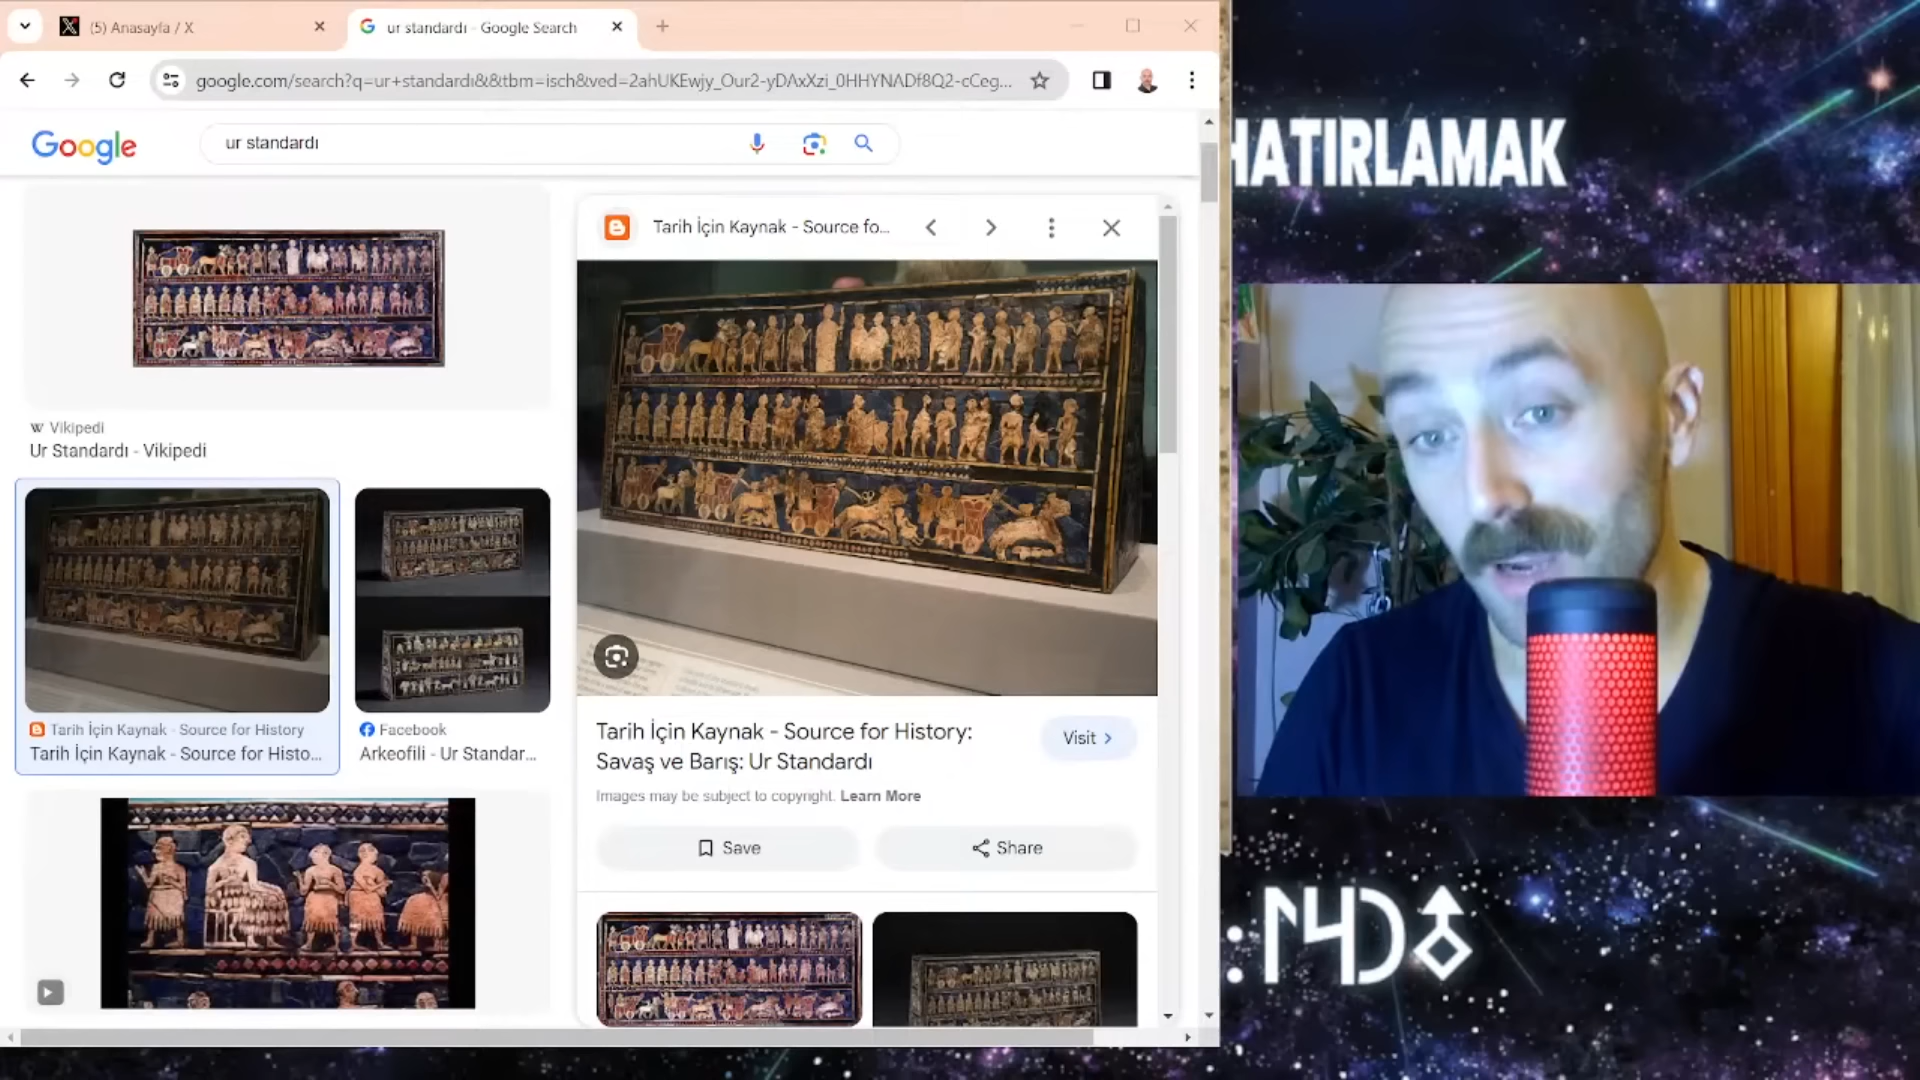 (5) Anasayfa / X
ur standardı - Google Search
google.com/search?q=ur+standardı&&tbm=isch&ved=2ahUKEwjy_Our2-yDAxXzi_0HHYNADf8Q2-cCeg...
Google
ur standardı
Tarih İçin Kaynak - Source fo...
W Vikipedi
Ur Standardı - Vikipedi
Tarih İçin Kaynak - Source for History
Tarih İçin Kaynak - Source for Histo...
Facebook
Arkeofili - Ur Standar...
Tarih İçin Kaynak - Source for History:
Savaş ve Barış: Ur Standardı
Visit
Images may be subject to copyright. Learn More
Save
Share
HATIRLAMAK